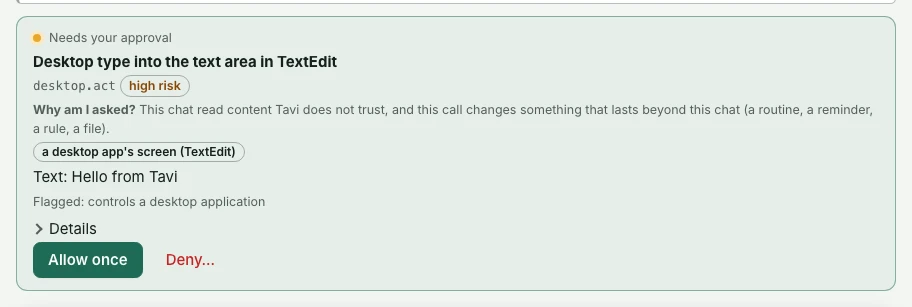 Needs your approval
Desktop type into the text area in TextEdit
desktop.act high risk
Why am I asked? This chat read content Tavi does not trust, and this call changes something that lasts beyond this chat (a routine, a reminder,
a rule, a file).
a desktop app's screen (TextEdit)
Text: Hello from Tavi
Flagged: controls a desktop application
Details
Allow once Deny...